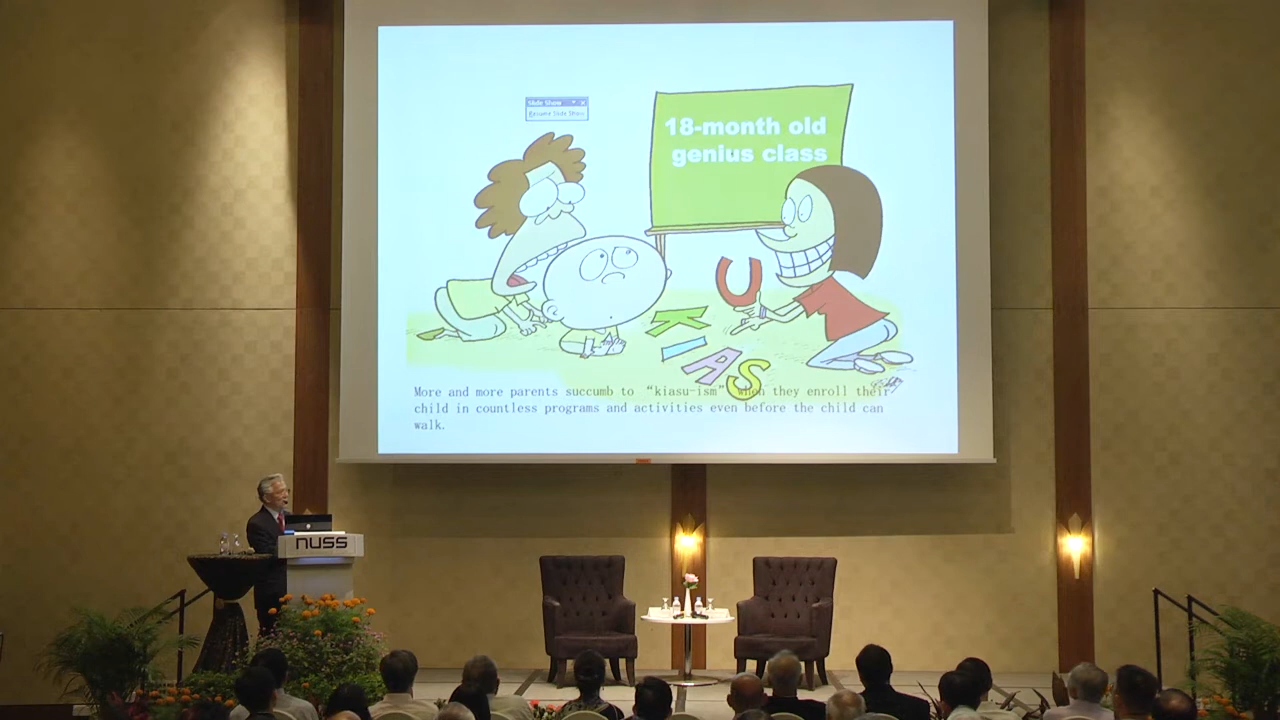 Slide Show
Resume Slide Show
18-month old
genius class
U
K
I
A
S
More and more parents succumb to “kiasu-ism” when they enroll their
child in countless programs and activities even before the child can
walk.
nuss